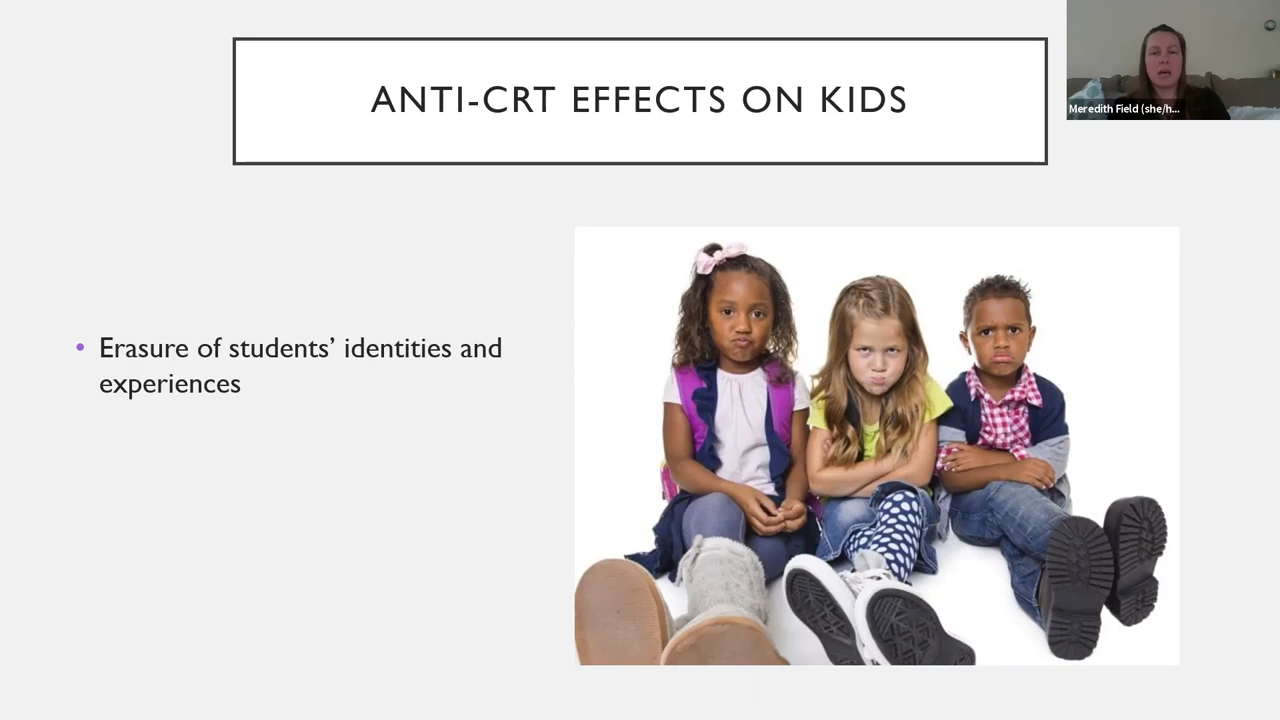 ANTI-CRT EFFECTS ON KIDS
Meredith Field (she/h...
• Erasure of students’ identities and
experiences